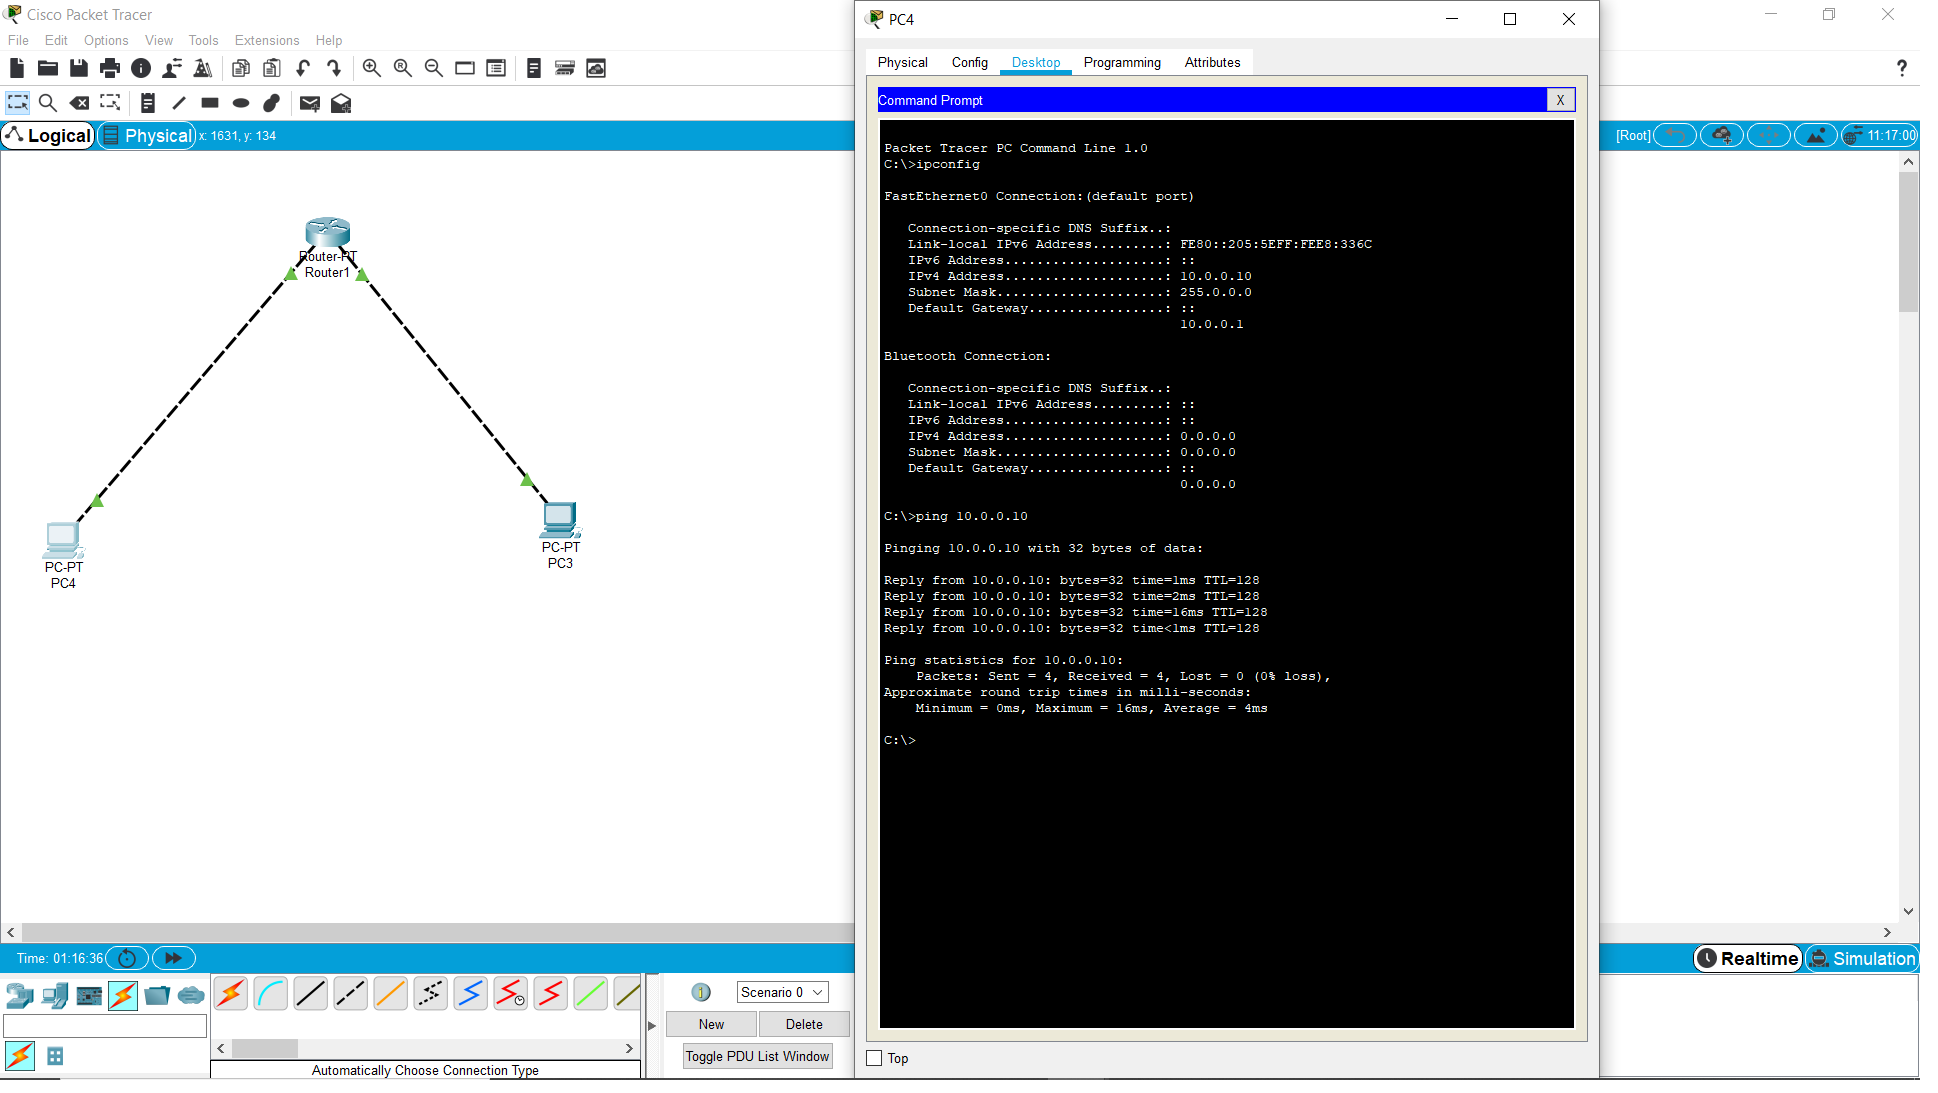 Cisco Packet Tracer
File Edit Options View Tools Extensions Help
Logical Physical x: 1631, y: 134
[Root] 11:17:00
Router-PT
Router1
PC-PT
PC4
PC-PT
PC3
PC4
Physical Config Desktop Programming Attributes
Command Prompt X
Packet Tracer PC Command Line 1.0
C:\>ipconfig
FastEthernet0 Connection:(default port)
Connection-specific DNS Suffix..:
Link-local IPv6 Address.........: FE80::205:5EFF:FEE8:336C
IPv6 Address....................: ::
IPv4 Address....................: 10.0.0.10
Subnet Mask.....................: 255.0.0.0
Default Gateway.................: ::
10.0.0.1
Bluetooth Connection:
Connection-specific DNS Suffix..:
Link-local IPv6 Address.........: ::
IPv6 Address....................: ::
IPv4 Address....................: 0.0.0.0
Subnet Mask.....................: 0.0.0.0
Default Gateway.................: ::
0.0.0.0
C:\>ping 10.0.0.10
Pinging 10.0.0.10 with 32 bytes of data:
Reply from 10.0.0.10: bytes=32 time=1ms TTL=128
Reply from 10.0.0.10: bytes=32 time=2ms TTL=128
Reply from 10.0.0.10: bytes=32 time=16ms TTL=128
Reply from 10.0.0.10: bytes=32 time<1ms TTL=128
Ping statistics for 10.0.0.10:
Packets: Sent = 4, Received = 4, Lost = 0 (0% loss),
Approximate round trip times in milli-seconds:
Minimum = 0ms, Maximum = 16ms, Average = 4ms
C:\>
Top
Time: 01:16:36
Realtime Simulation
Scenario 0
New Delete
Toggle PDU List Window
Automatically Choose Connection Type